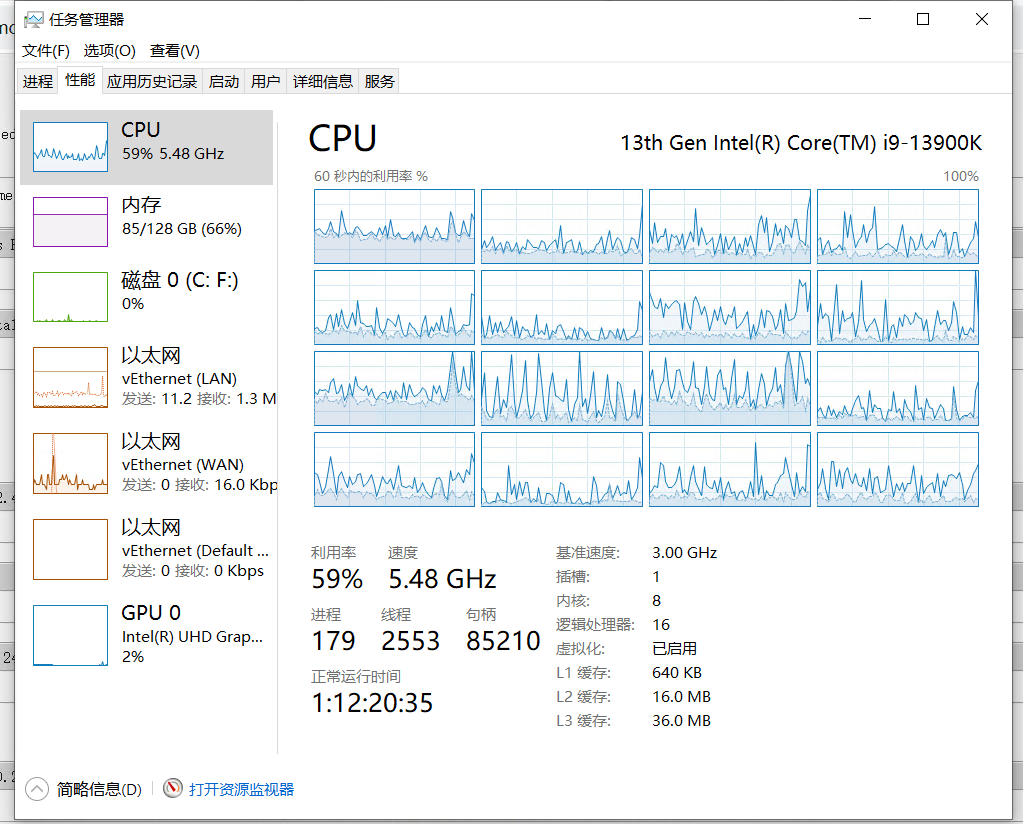 任务管理器
文件(F) 选项(O) 查看(V)
进程 性能 应用历史记录 启动 用户 详细信息 服务
CPU
59% 5.48 GHz
内存
85/128 GB (66%)
磁盘 0 (C: F:)
0%
以太网
vEthernet (LAN)
发送: 11.2 接收: 1.3 M
以太网
vEthernet (WAN)
发送: 0 接收: 16.0 Kbp
以太网
vEthernet (Default ...
发送: 0 接收: 0 Kbps
GPU 0
Intel(R) UHD Grap...
2%
CPU
13th Gen Intel(R) Core(TM) i9-13900K
60 秒内的利用率 % 100%
利用率 速度
59% 5.48 GHz
进程 线程 句柄
179 2553 85210
正常运行时间
1:12:20:35
基准速度: 3.00 GHz
插槽: 1
内核: 8
逻辑处理器: 16
虚拟化: 已启用
L1 缓存: 640 KB
L2 缓存: 16.0 MB
L3 缓存: 36.0 MB
简略信息(D) 打开资源监视器